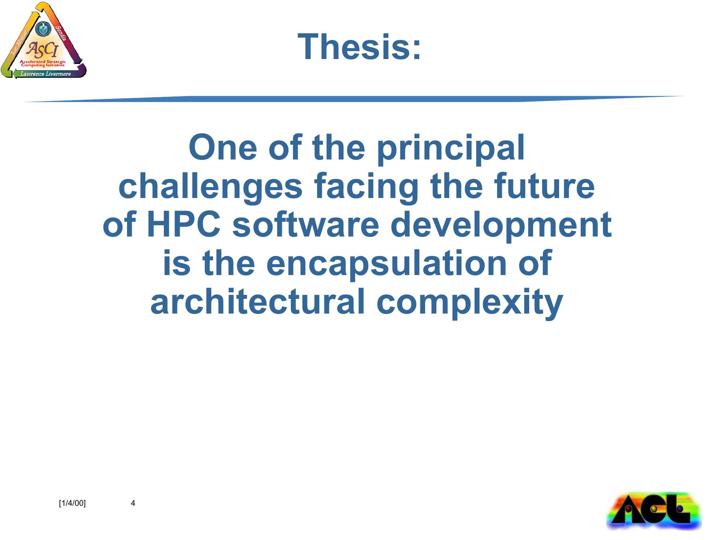 Thesis:
ASCI
Accelerated Strategic
Computing Initiative
Lawrence Livermore
One of the principal
challenges facing the future
of HPC software development
is the encapsulation of
architectural complexity
[1/4/00] 4
ACL